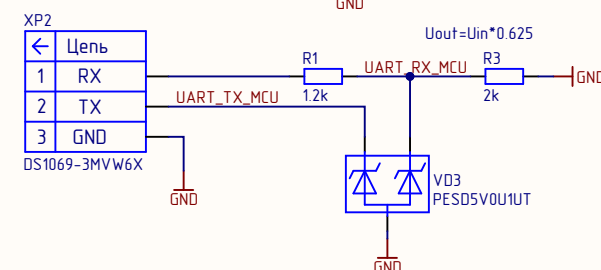 GND
XP2
Uout=Uin*0.625
Цепь
R1
UART_RX_MCU
R3
1
RX
GND
1.2k
2k
2
TX
UART_TX_MCU
3
GND
DS1069-3MVW6X
VD3
PESD5V0U1UT
GND
GND